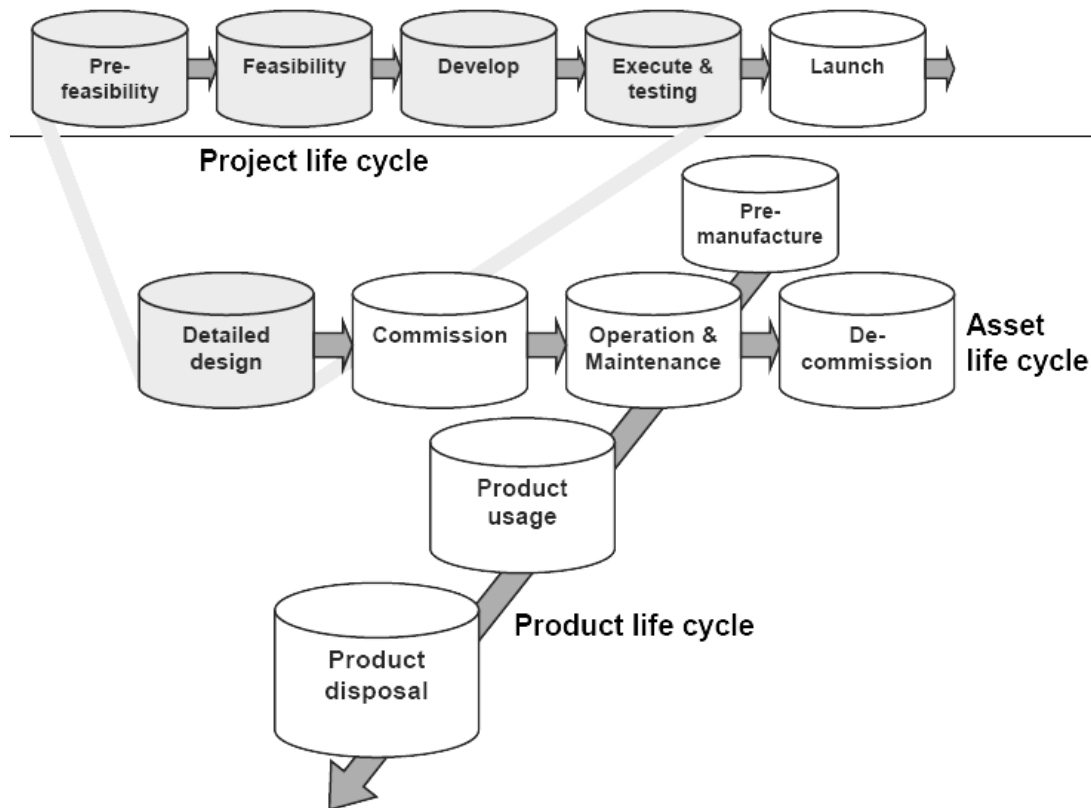 Pre-
feasibility
Feasibility
Develop
Execute &
testing
Launch
Project life cycle
Pre-
manufacture
Detailed
design
Commission
Operation &
Maintenance
De-
commission
Asset
life cycle
Product
usage
Product life cycle
Product
disposal